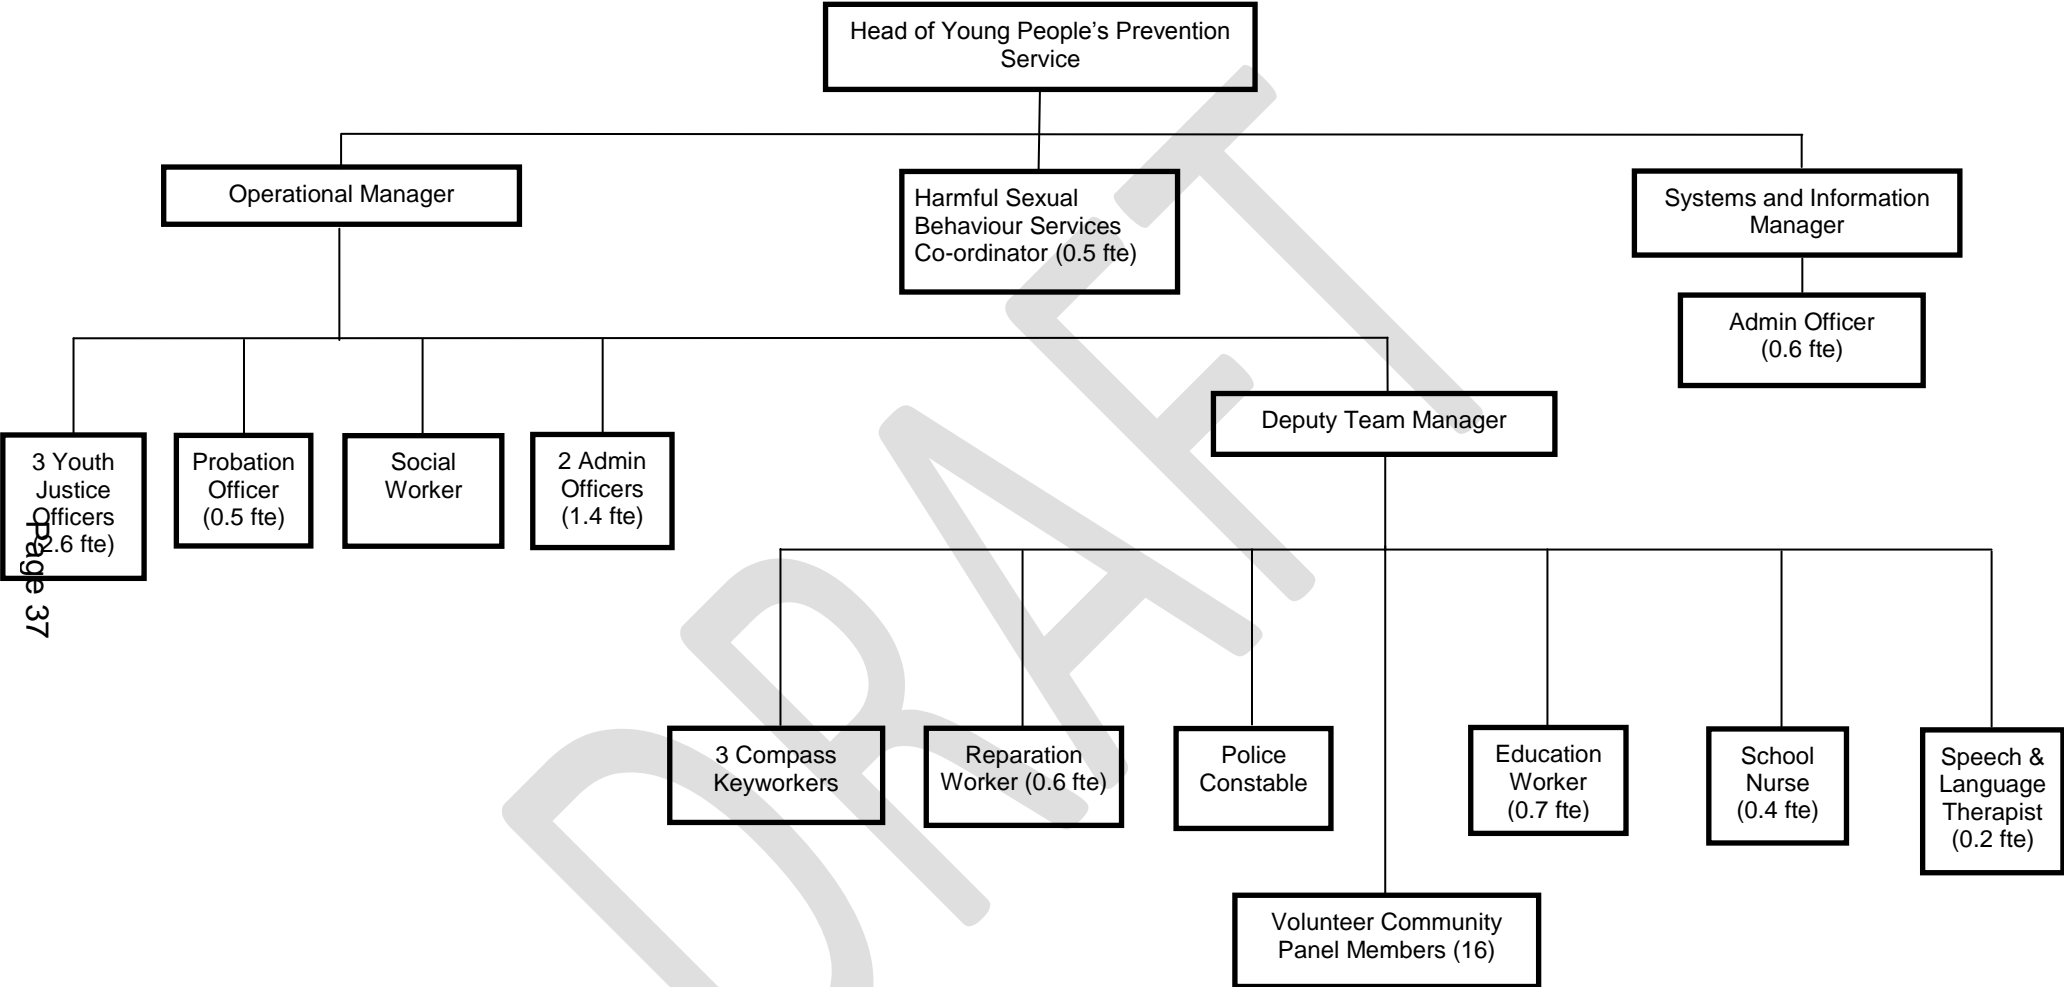 Head of Young People’s Prevention
Service
Operational Manager
Harmful Sexual
Behaviour Services
Co-ordinator (0.5 fte)
Systems and Information
Manager
Admin Officer
(0.6 fte)
Deputy Team Manager
3 Youth
Justice
Officers
(2.6 fte)
Probation
Officer
(0.5 fte)
Social
Worker
2 Admin
Officers
(1.4 fte)
Page 37
3 Compass
Keyworkers
Reparation
Worker (0.6 fte)
Police
Constable
Education
Worker
(0.7 fte)
School
Nurse
(0.4 fte)
Speech &
Language
Therapist
(0.2 fte)
Volunteer Community
Panel Members (16)
DRAFT